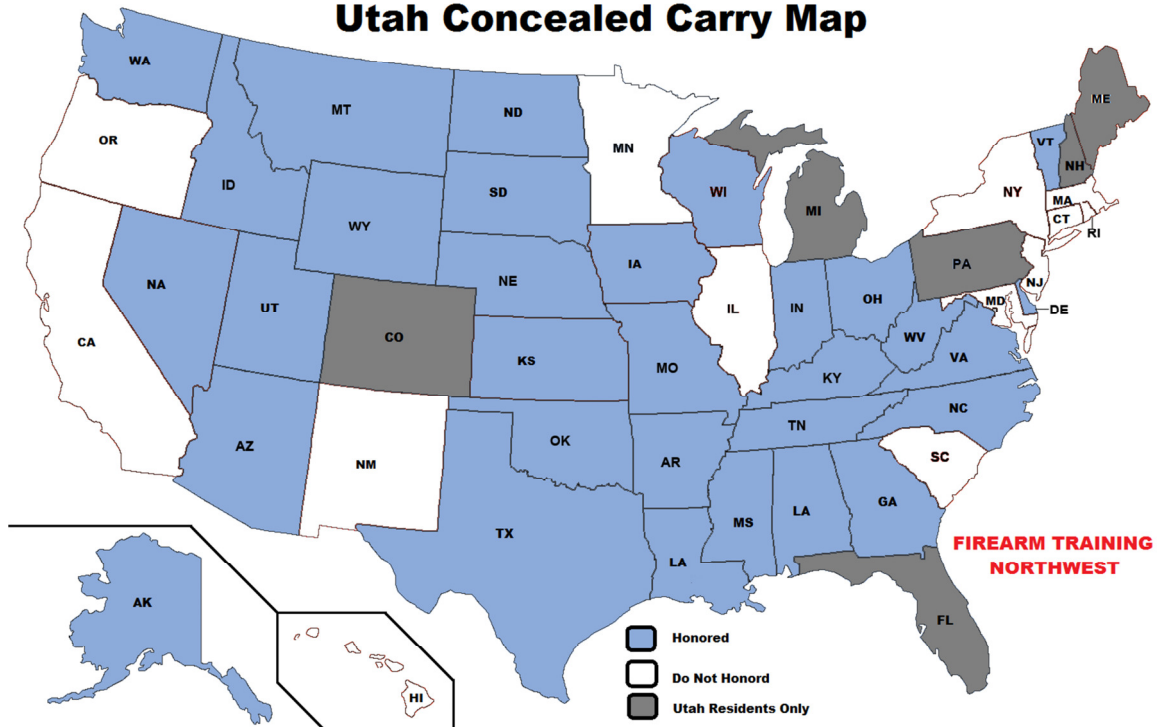 Utah Concealed Carry Map
WA
MT
ND
MN
ME
OR
VT
NH
ID
SD
WI
NY
MA
MI
WY
CT
RI
IA
PA
NE
NA
NJ
UT
OH
MD
IN
DE
IL
CA
CO
WV
KS
VA
MO
KY
NC
TN
AZ
OK
SC
NM
AR
GA
MS
LA
TX
FIREARM TRAINING
NORTHWEST
LA
AK
FL
Honored
Do Not Honord
HI
Utah Residents Only